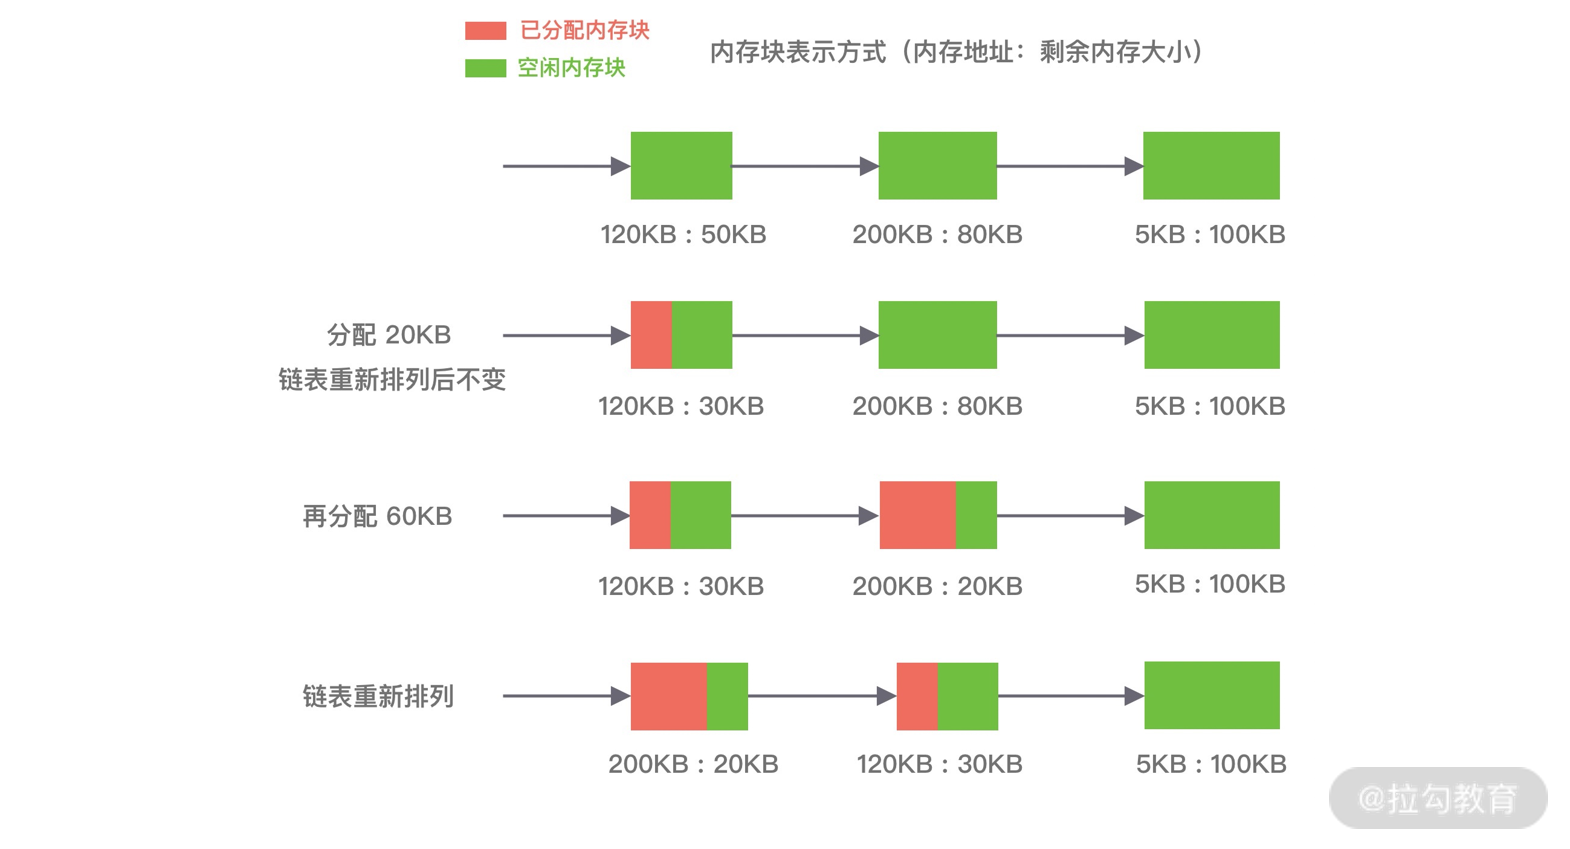 已分配内存块
空闲内存块
内存块表示方式（内存地址：剩余内存大小）
120KB : 50KB
200KB : 80KB
5KB : 100KB
分配 20KB
链表重新排列后不变
120KB : 30KB
200KB : 80KB
5KB : 100KB
再分配 60KB
120KB : 30KB
200KB : 20KB
5KB : 100KB
链表重新排列
200KB : 20KB
120KB : 30KB
5KB : 100KB
@拉勾教育